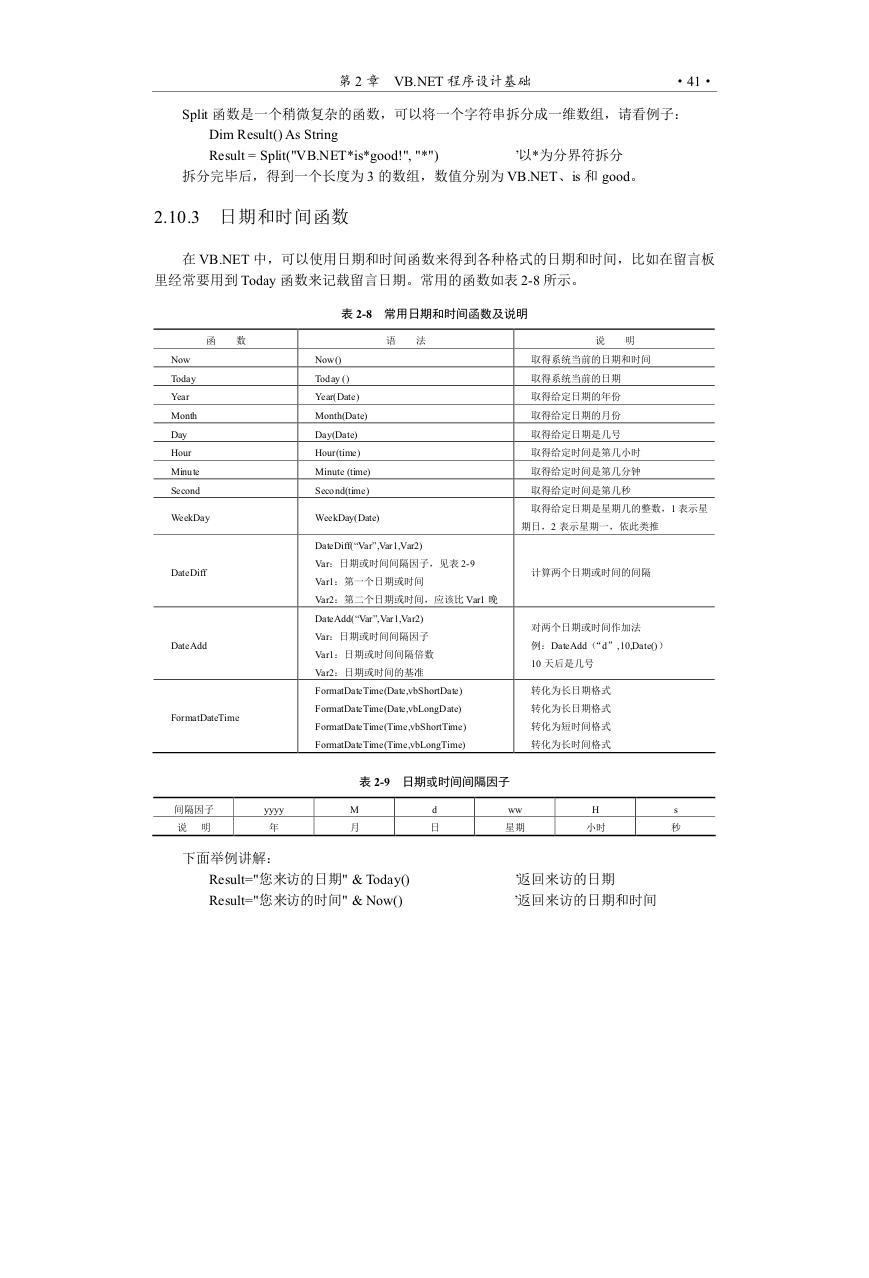 第 2 章 VB.NET 程序设计基础 ·41·
Split 函数是一个稍微复杂的函数，可以将一个字符串拆分成一维数组，请看例子：
Dim Result() As String
Result = Split("VB.NET*is*good!", "*") '以*为分界符拆分
拆分完毕后，得到一个长度为 3 的数组，数值分别为 VB.NET、is 和 good。
2.10.3 日期和时间函数
在 VB.NET 中，可以使用日期和时间函数来得到各种格式的日期和时间，比如在留言板
里经常要用到 Today 函数来记载留言日期。常用的函数如表 2-8 所示。
表 2-8 常用日期和时间函数及说明
函 数 语 法 说 明
Now Now() 取得系统当前的日期和时间
Today Today () 取得系统当前的日期
Year Year(Date) 取得给定日期的年份
Month Month(Date) 取得给定日期的月份
Day Day(Date) 取得给定日期是几号
Hour Hour(time) 取得给定时间是第几小时
Minute Minute (time) 取得给定时间是第几分钟
Second Second(time) 取得给定时间是第几秒
WeekDay WeekDay(Date) 取得给定日期是星期几的整数，1 表示星
期日，2 表示星期一，依此类推
DateDiff
DateDiff(“Var”,Var1,Var2)
Var：日期或时间间隔因子，见表 2-9
Var1：第一个日期或时间
Var2：第二个日期或时间，应该比 Var1 晚
计算两个日期或时间的间隔
DateAdd
DateAdd(“Var”,Var1,Var2)
Var：日期或时间间隔因子
Var1：日期或时间间隔倍数
Var2：日期或时间的基准
对两个日期或时间作加法
例：DateAdd（“d”,10,Date()）
10 天后是几号
FormatDateTime
FormatDateTime(Date,vbShortDate) 转化为长日期格式
FormatDateTime(Date,vbLongDate) 转化为长日期格式
FormatDateTime(Time,vbShortTime) 转化为短时间格式
FormatDateTime(Time,vbLongTime) 转化为长时间格式
表 2-9 日期或时间间隔因子
间隔因子 yyyy M d ww H s
说 明 年 月 日 星期 小时 秒
下面举例讲解：
Result="您来访的日期" & Today() '返回来访的日期
Result="您来访的时间" & Now() '返回来访的日期和时间